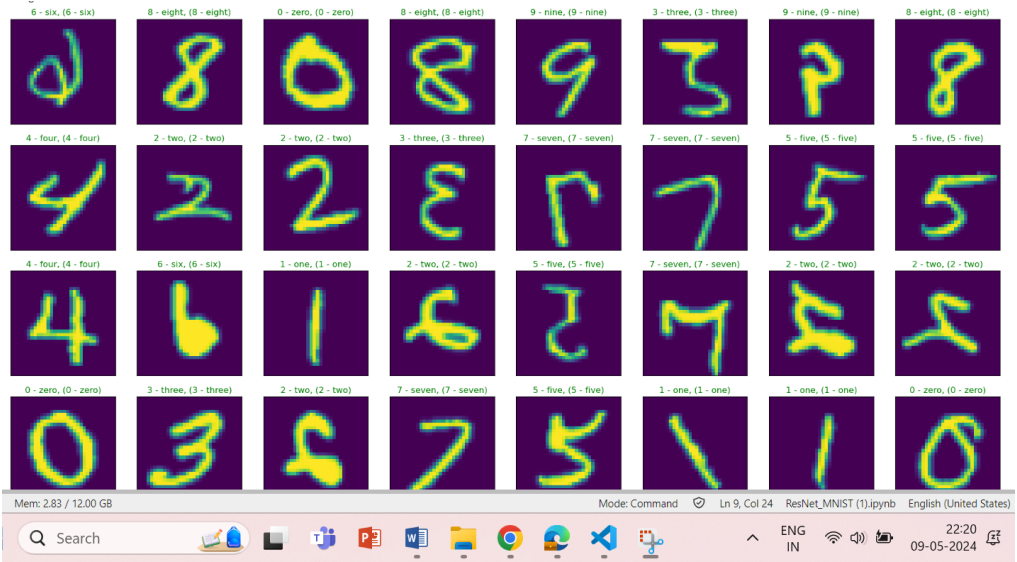 6 - six, (6 - six) 8 - eight, (8 - eight) 0 - zero, (0 - zero) 8 - eight, (8 - eight) 9 - nine, (9 - nine) 3 - three, (3 - three) 9 - nine, (9 - nine) 8 - eight, (8 - eight)
4 - four, (4 - four) 2 - two, (2 - two) 2 - two, (2 - two) 3 - three, (3 - three) 7 - seven, (7 - seven) 7 - seven, (7 - seven) 5 - five, (5 - five) 5 - five, (5 - five)
4 - four, (4 - four) 6 - six, (6 - six) 1 - one, (1 - one) 2 - two, (2 - two) 5 - five, (5 - five) 7 - seven, (7 - seven) 2 - two, (2 - two) 2 - two, (2 - two)
0 - zero, (0 - zero) 3 - three, (3 - three) 2 - two, (2 - two) 7 - seven, (7 - seven) 5 - five, (5 - five) 1 - one, (1 - one) 1 - one, (1 - one) 0 - zero, (0 - zero)
Mem: 2.83 / 12.00 GB Mode: Command Ln 9, Col 24 ResNet_MNIST (1).ipynb English (United States)
Search ENG 22:20
IN 09-05-2024